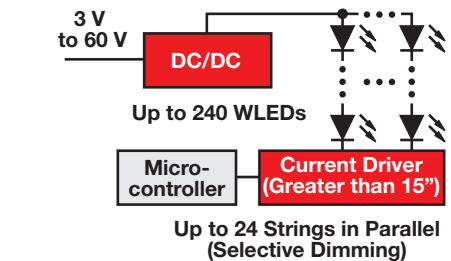 3 V
to 60 V
DC/DC
Up to 240 WLEDs
Micro-
controller
Current Driver
(Greater than 15”)
Up to 24 Strings in Parallel
(Selective Dimming)